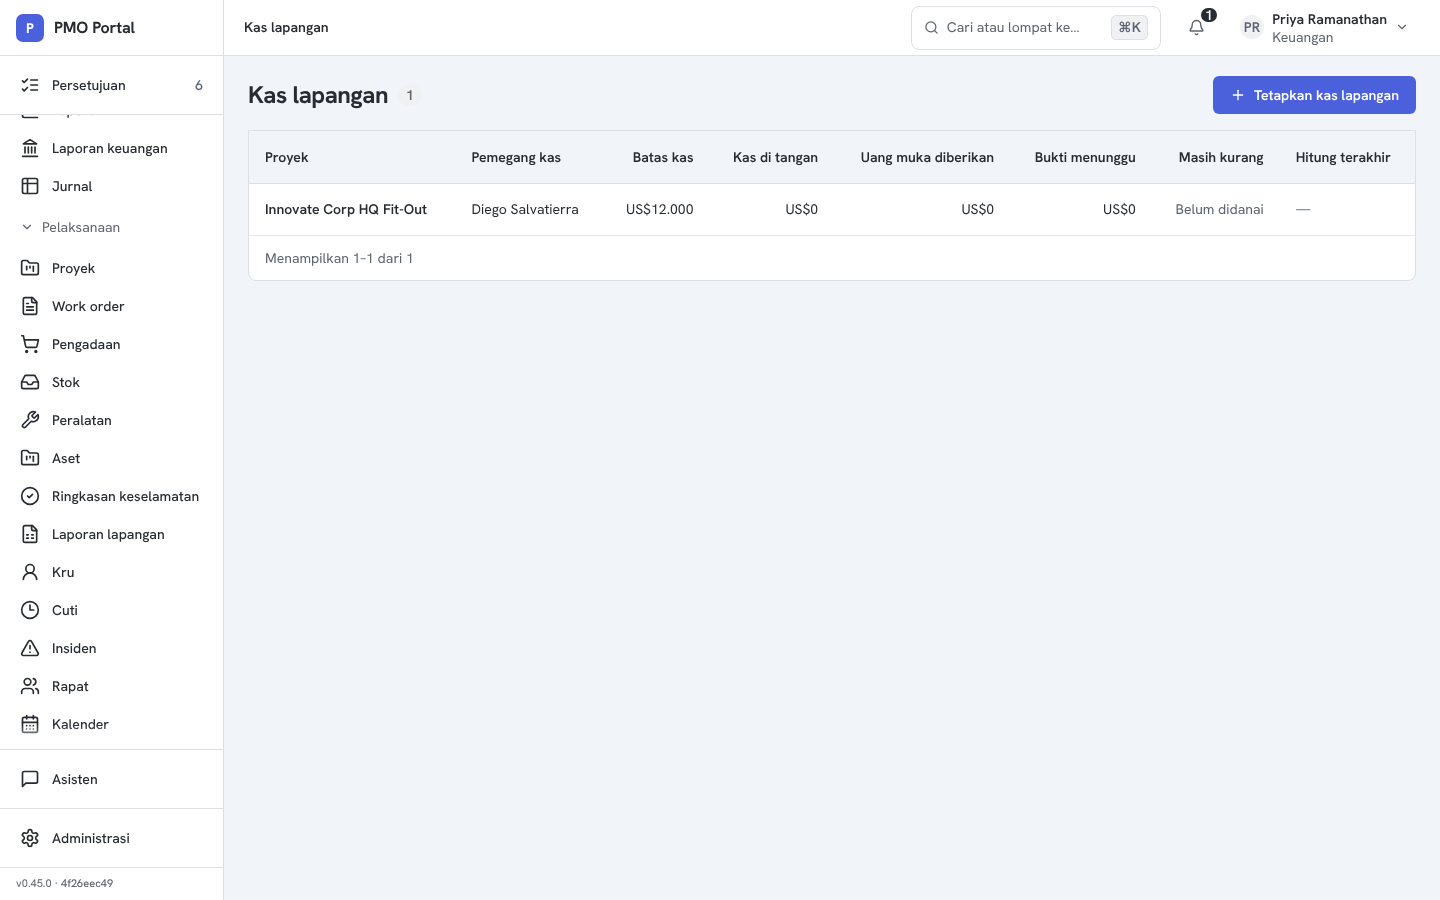 P PMO Portal
Kas lapangan
Cari atau lompat ke...
⌘K
1
PR
Priya Ramanathan
Keuangan
Persetujuan 6
Laporan keuangan
Jurnal
Pelaksanaan
Proyek
Work order
Pengadaan
Stok
Peralatan
Aset
Ringkasan keselamatan
Laporan lapangan
Kru
Cuti
Insiden
Rapat
Kalender
Asisten
Administrasi
v0.45.0 · 4f26eec49
Kas lapangan 1
+ Tetapkan kas lapangan
Proyek Pemegang kas Batas kas Kas di tangan Uang muka diberikan Bukti menunggu Masih kurang Hitung terakhir
Innovate Corp HQ Fit-Out Diego Salvatierra US$12.000 US$0 US$0 US$0 Belum didanai —
Menampilkan 1–1 dari 1